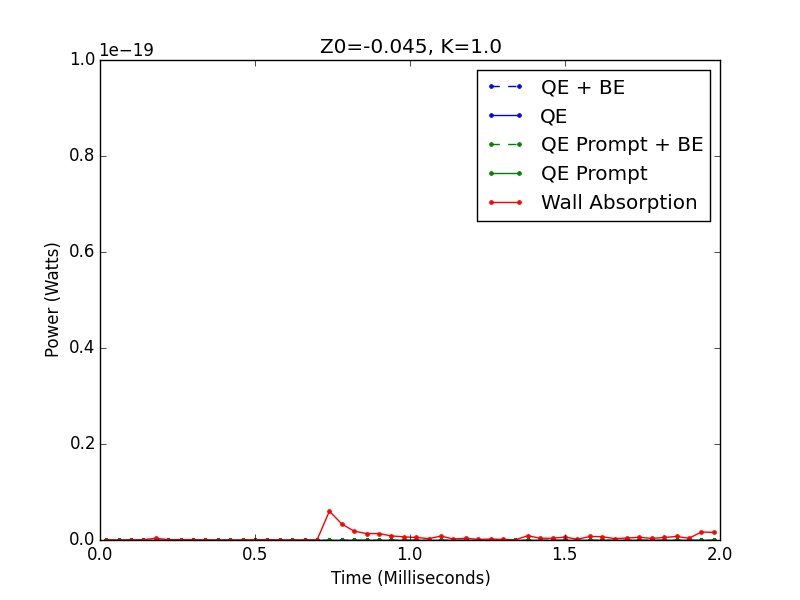 Z0=-0.045, K=1.0
1e−19
1.0
0.8
0.6
0.4
0.2
0.0
Power (Watts)
QE + BE
QE
QE Prompt + BE
QE Prompt
Wall Absorption
0.0 0.5 1.0 1.5 2.0
Time (Milliseconds)